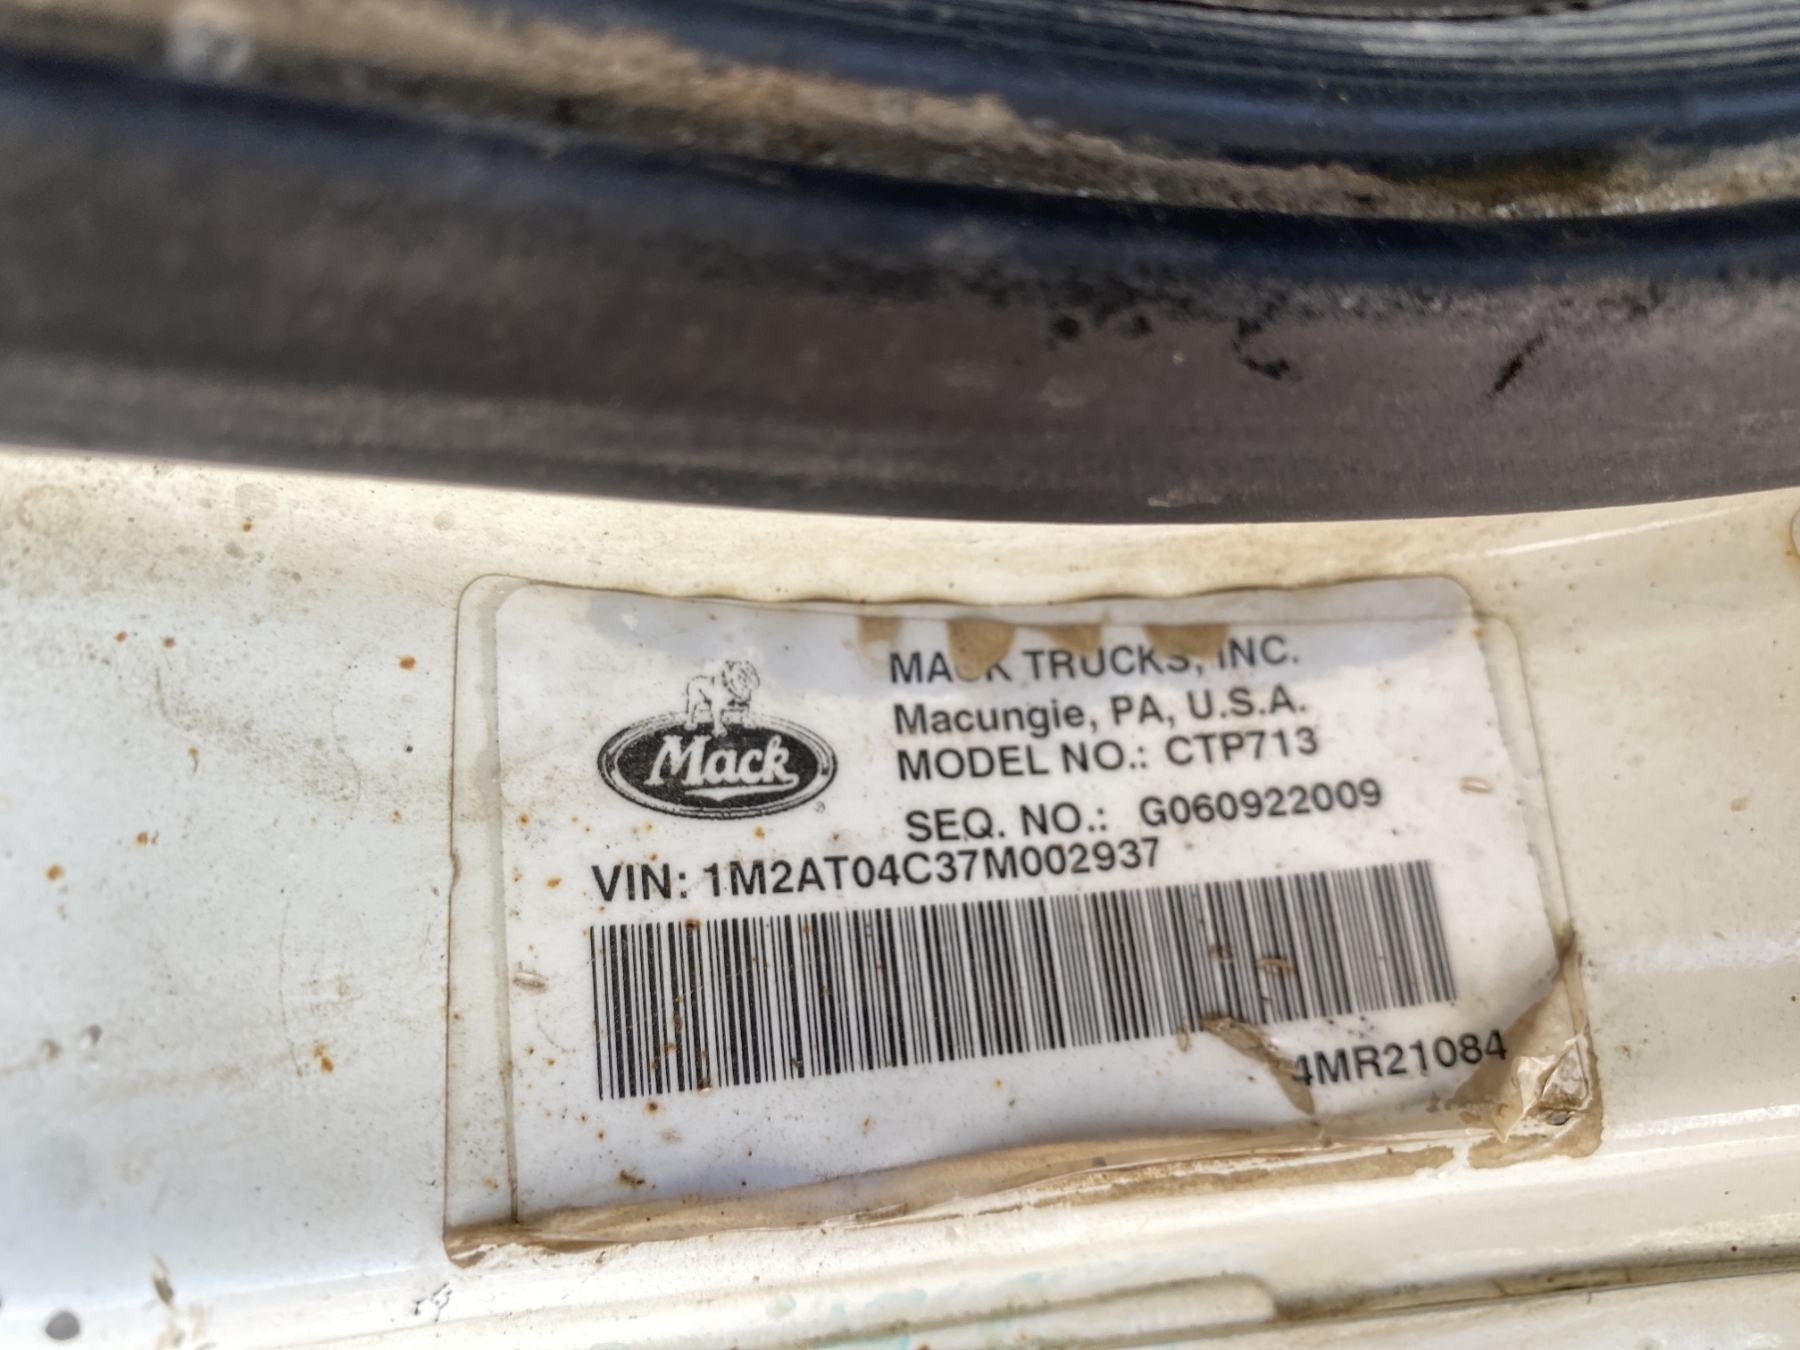 MACK TRUCKS, INC.
Macungie, PA, U.S.A.
MODEL NO.: CTP713
Mack
SEQ. NO.: G060922009
VIN: 1M2AT04C37M002937
4MR21084